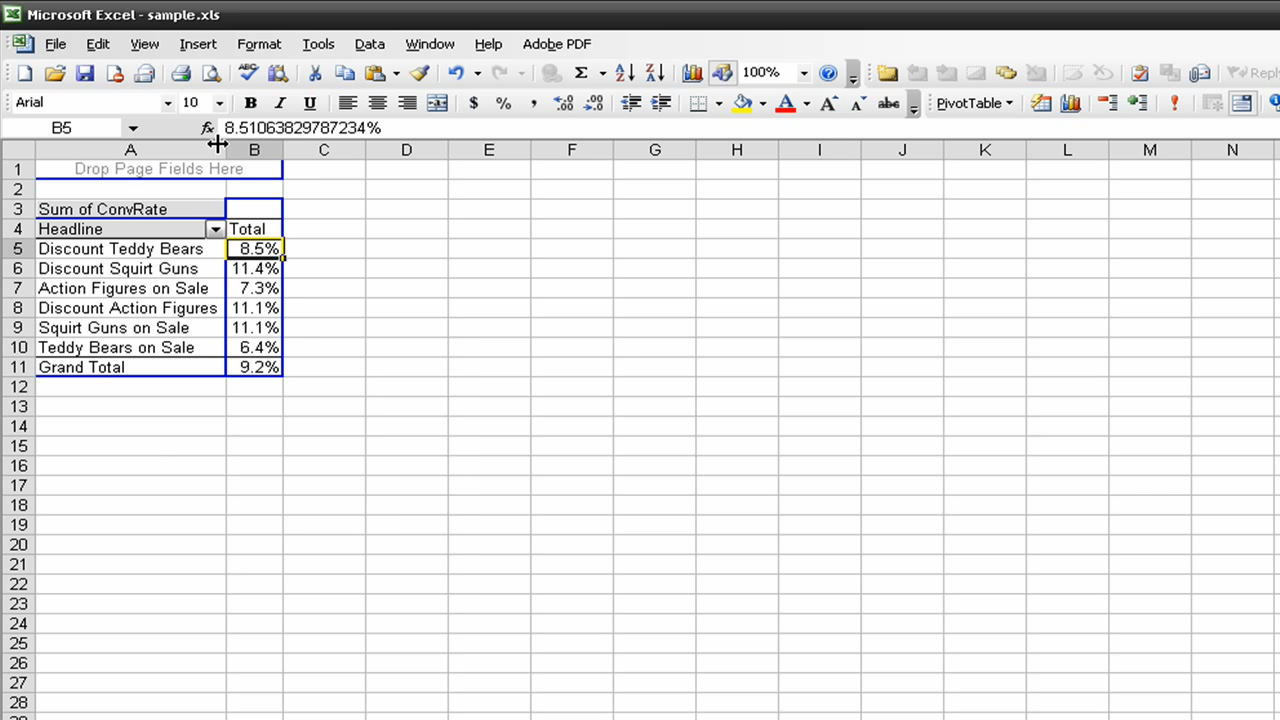 Microsoft Excel - sample.xls
File Edit View Insert Format Tools Data Window Help Adobe PDF
100%
Arial 10 B I U $ % , abc PivotTable
B5 fx 8.51063829787234%
A B C D E F G H I J K L M N
1 Drop Page Fields Here
2
3 Sum of ConvRate
4 Headline Total
5 Discount Teddy Bears 8.5%
6 Discount Squirt Guns 11.4%
7 Action Figures on Sale 7.3%
8 Discount Action Figures 11.1%
9 Squirt Guns on Sale 11.1%
10 Teddy Bears on Sale 6.4%
11 Grand Total 9.2%
12
13
14
15
16
17
18
19
20
21
22
23
24
25
26
27
28